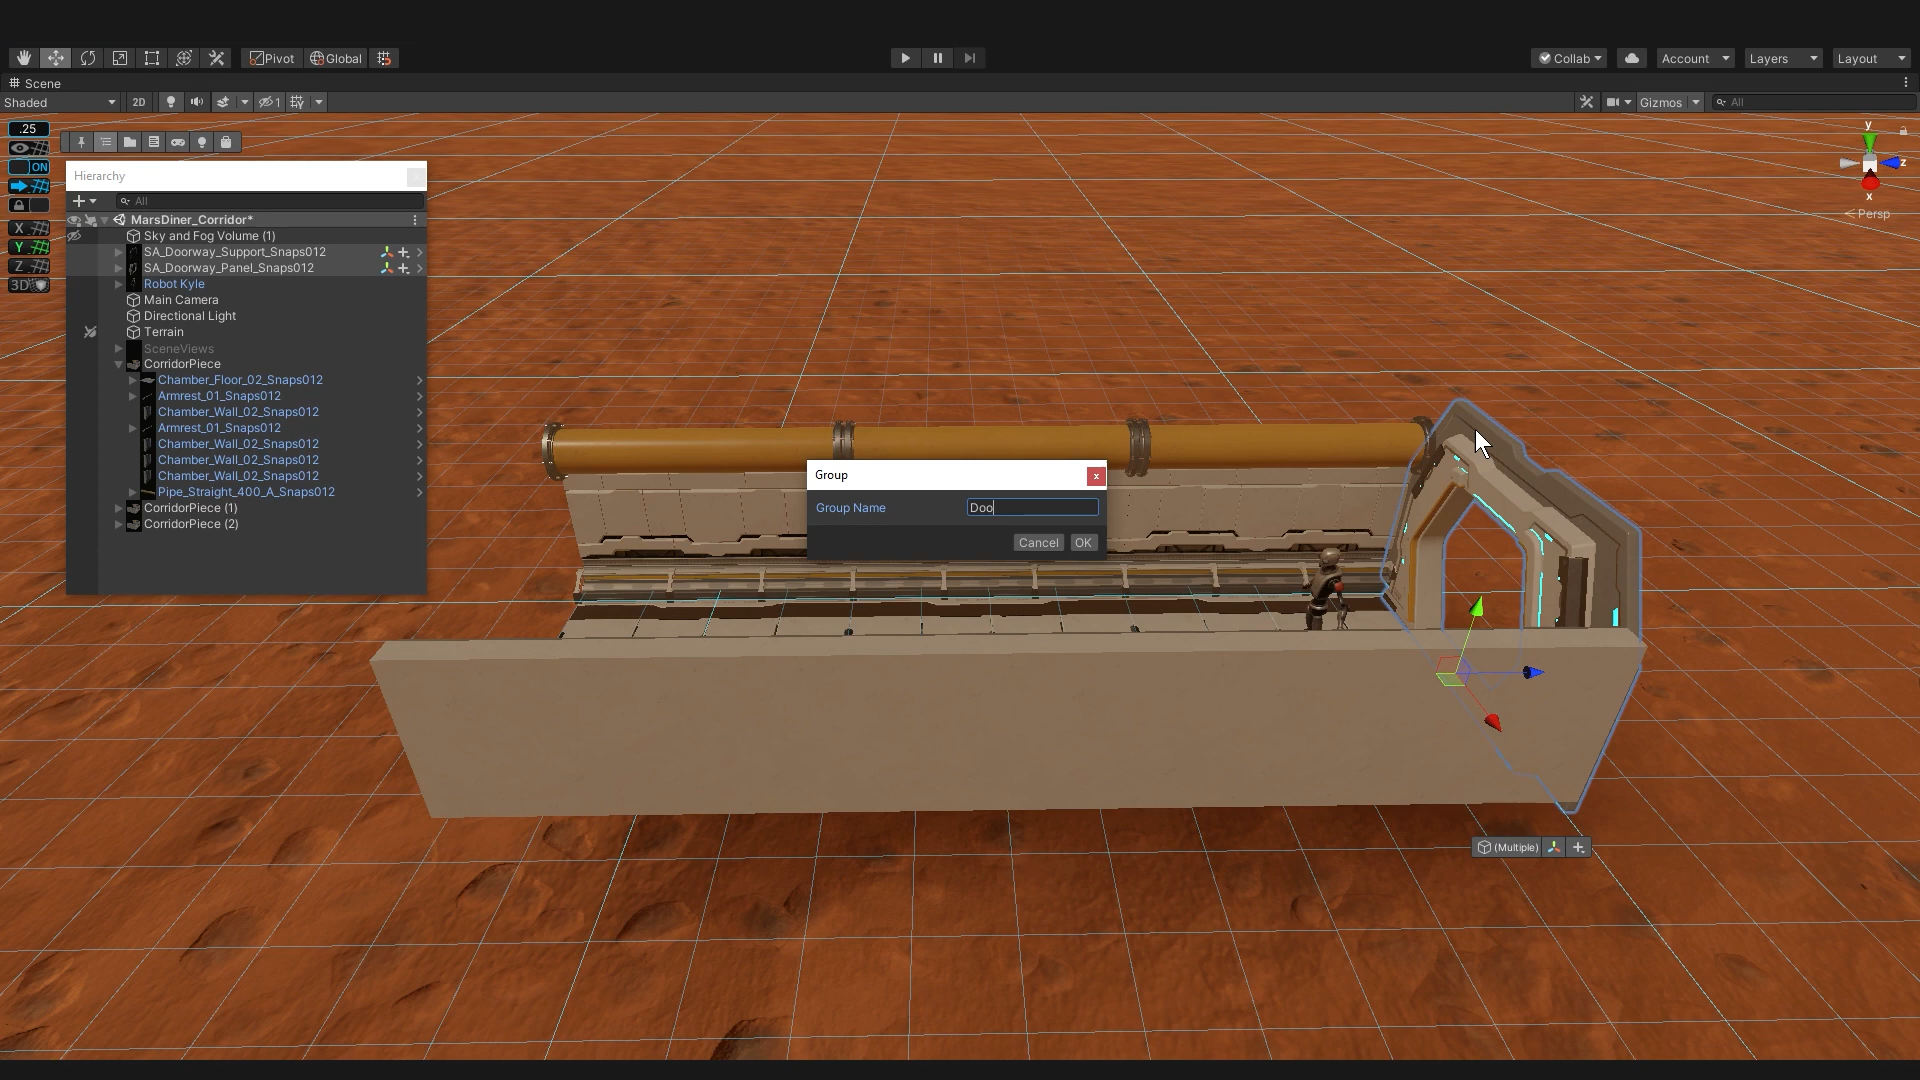 Pivot Global Collab Account Layers Layout
Scene
Shaded 2D 1 Gizmos All
.25
ON
X
Y
Z
3D
Hierarchy
All
MarsDiner_Corridor*
Sky and Fog Volume (1)
SA_Doorway_Support_Snaps012
SA_Doorway_Panel_Snaps012
Robot Kyle
Main Camera
Directional Light
Terrain
SceneViews
CorridorPiece
Chamber_Floor_02_Snaps012
Armrest_01_Snaps012
Chamber_Wall_02_Snaps012
Armrest_01_Snaps012
Chamber_Wall_02_Snaps012
Chamber_Wall_02_Snaps012
Chamber_Wall_02_Snaps012
Pipe_Straight_400_A_Snaps012
CorridorPiece (1)
CorridorPiece (2)
Group
Group Name Doo
Cancel OK
y
z
x
< Persp
(Multiple)